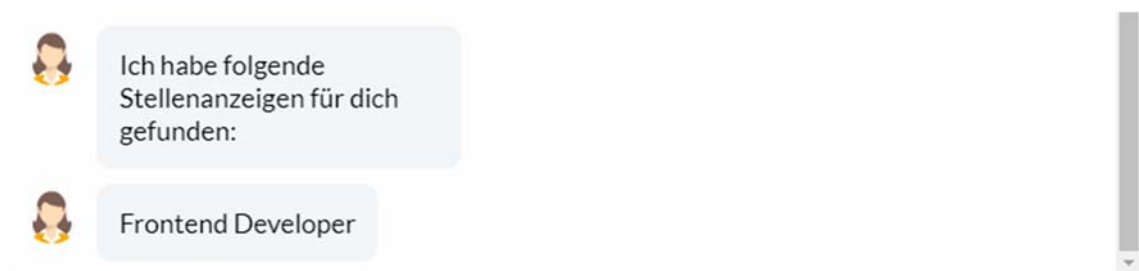 Ich habe folgende
Stellenanzeigen für dich
gefunden:
Frontend Developer